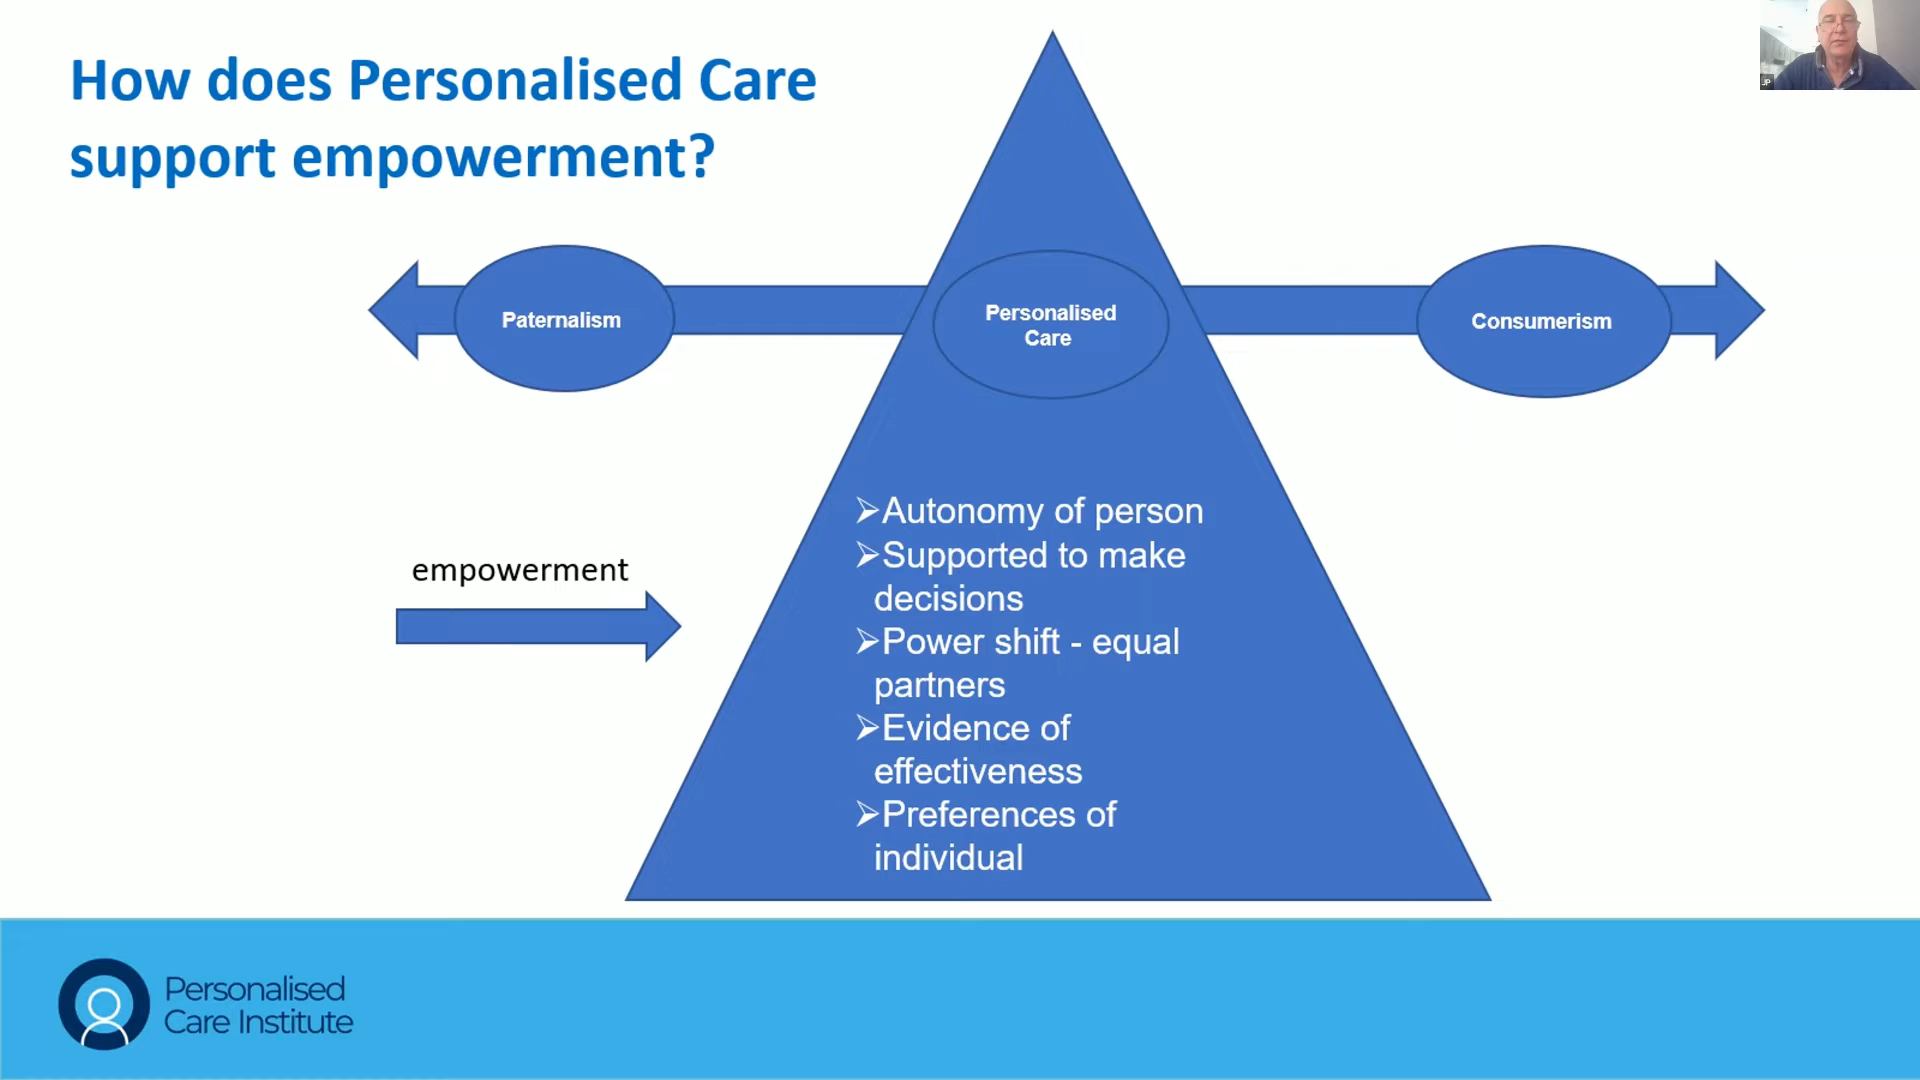 How does Personalised Care
support empowerment?
JP
Paternalism
Personalised
Care
Consumerism
empowerment
➢Autonomy of person
➢Supported to make
decisions
➢Power shift - equal
partners
➢Evidence of
effectiveness
➢Preferences of
individual
Personalised
Care Institute